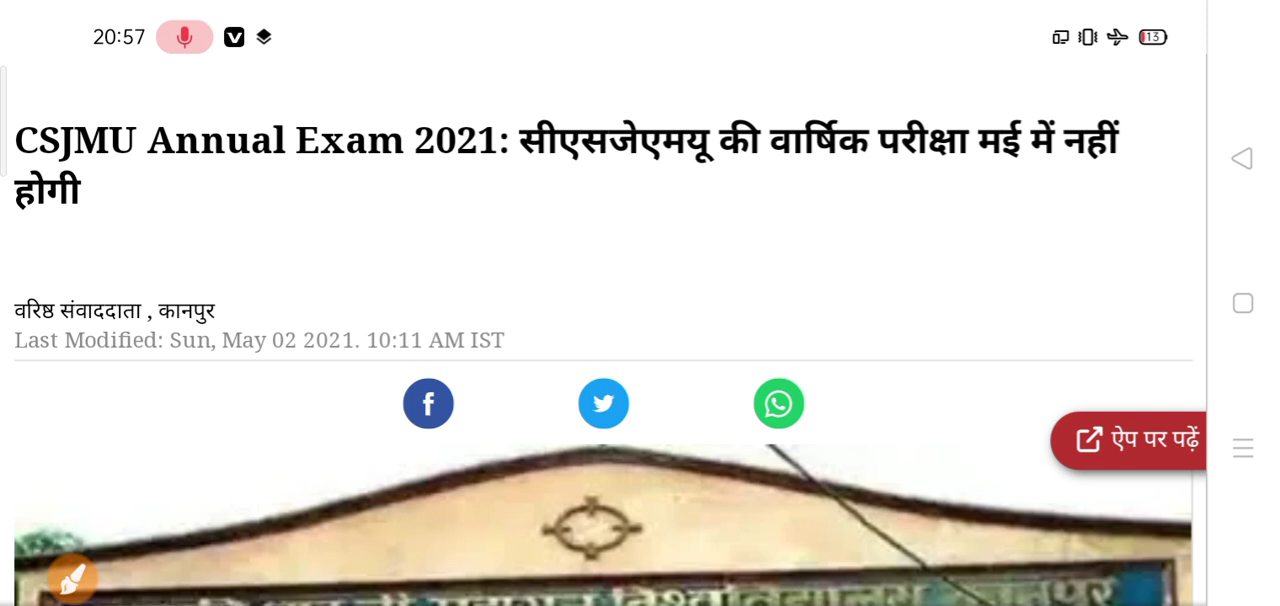 20:57
13
CSJMU Annual Exam 2021: सीएसजेएमयू की वार्षिक परीक्षा मई में नहीं
होगी
वरिष्ठ संवाददाता , कानपुर
Last Modified: Sun, May 02 2021. 10:11 AM IST
ऐप पर पढ़ें